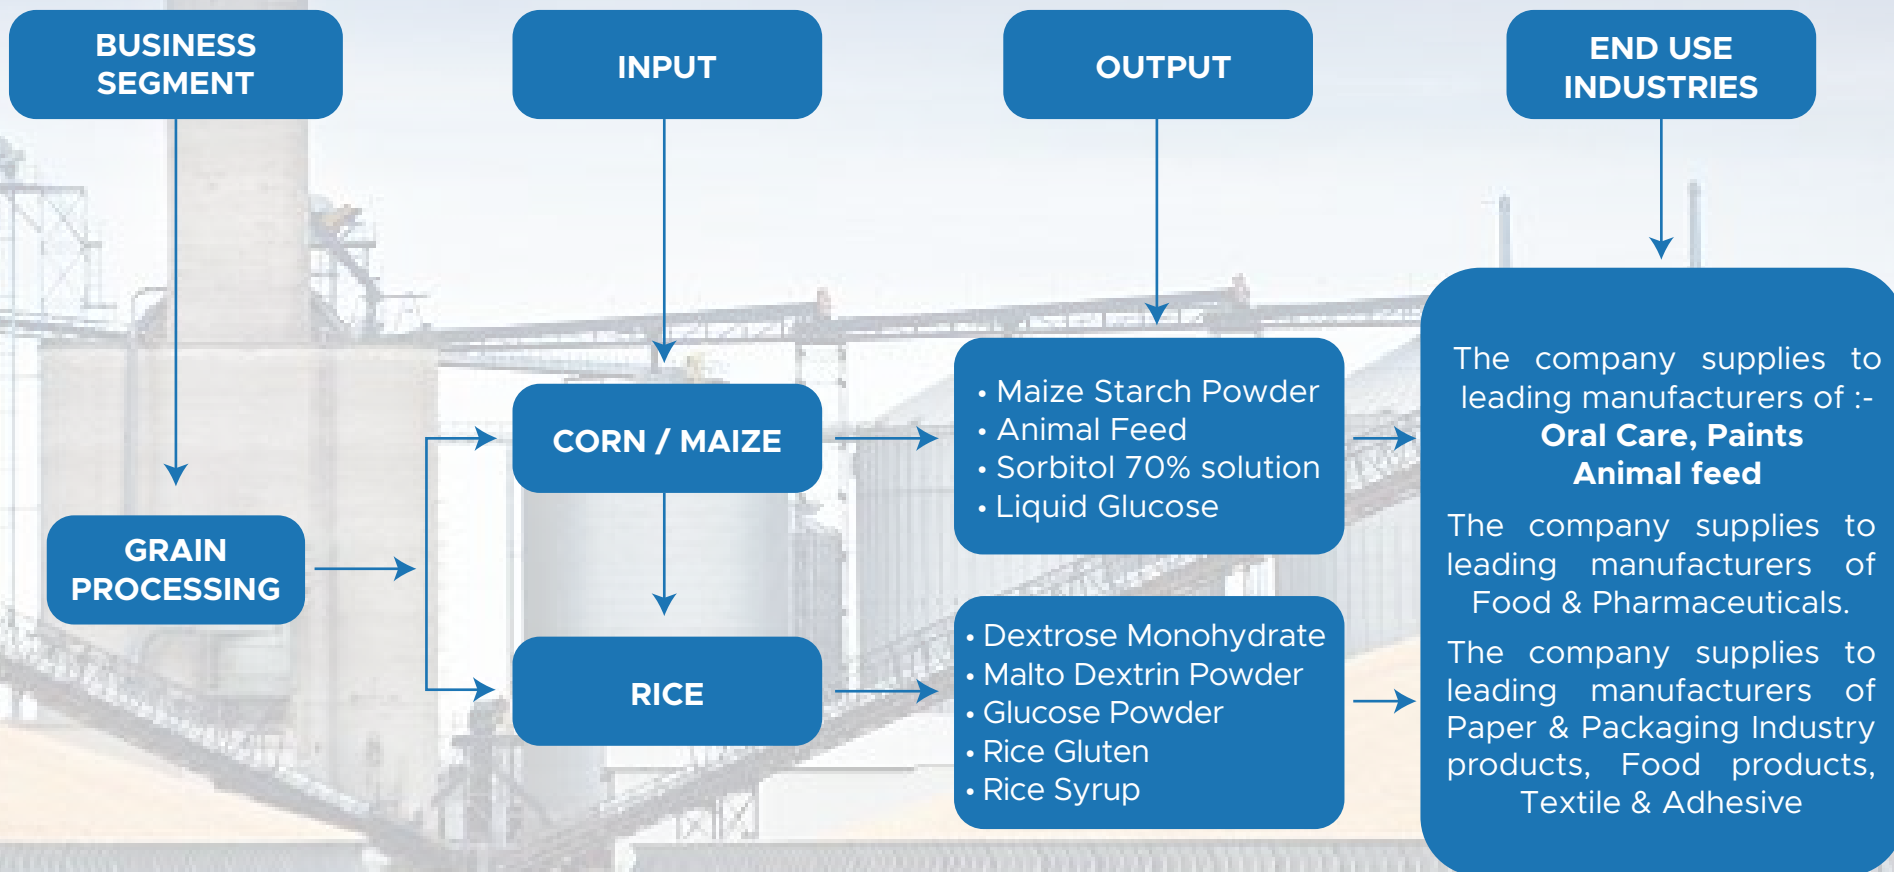 BUSINESS
SEGMENT
INPUT
OUTPUT
END USE
INDUSTRIES
GRAIN
PROCESSING
CORN / MAIZE
RICE
• Maize Starch Powder
• Animal Feed
• Sorbitol 70% solution
• Liquid Glucose
• Dextrose Monohydrate
• Malto Dextrin Powder
• Glucose Powder
• Rice Gluten
• Rice Syrup
The company supplies to
leading manufacturers of :-
Oral Care, Paints
Animal feed
The company supplies to
leading manufacturers of
Food & Pharmaceuticals.
The company supplies to
leading manufacturers of
Paper & Packaging Industry
products, Food products,
Textile & Adhesive